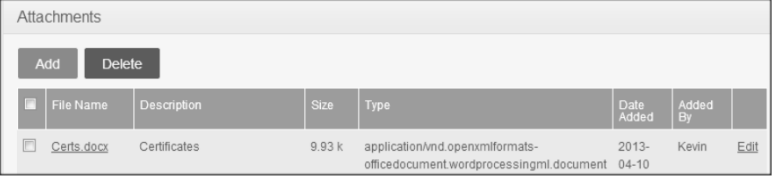 Attachments
Add Delete
File Name Description Size Type Date Added Added By
Certs.docx Certificates 9.93 k application/vnd.openxmlformats-officedocument.wordprocessingml.document 2013-04-10 Kevin Edit